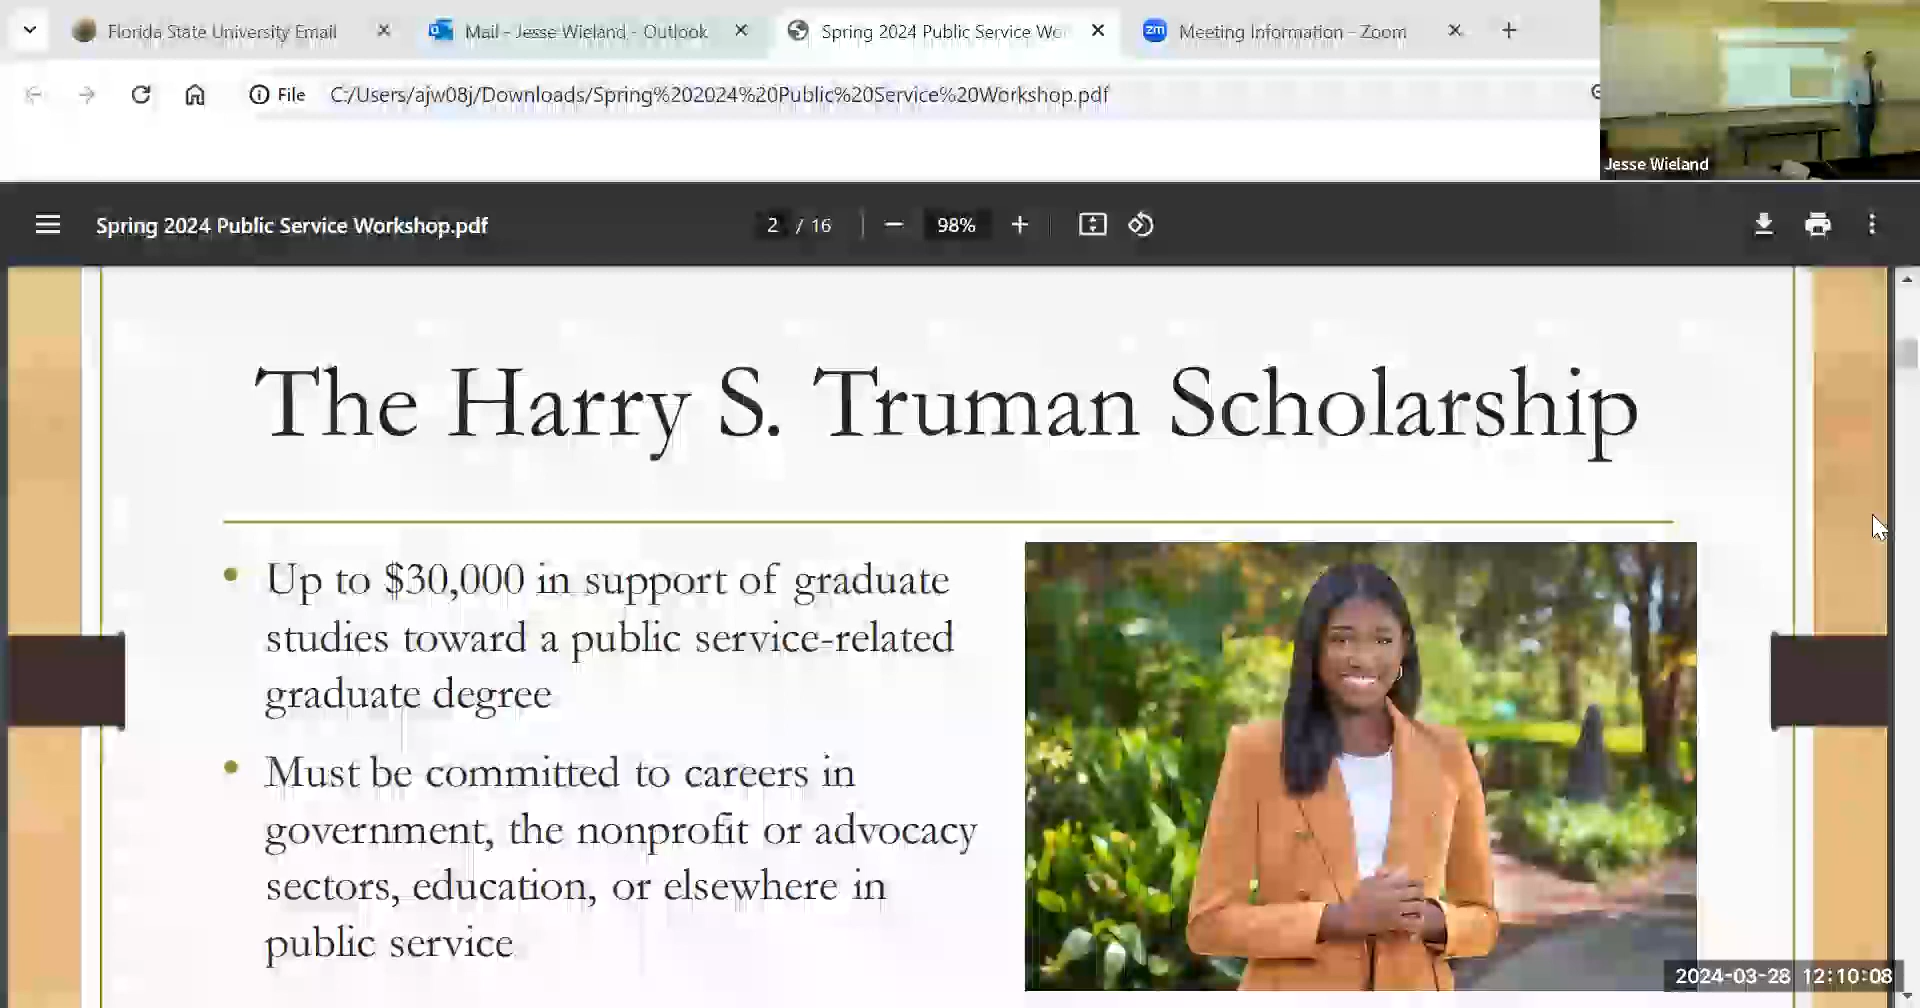 Florida State University Email
Mail - Jesse Wieland - Outlook
Spring 2024 Public Service Wo
zm
Meeting Information - Zoom
File
C:/Users/ajw08j/Downloads/Spring%202024%20Public%20Service%20Workshop.pdf
Jesse Wieland
Spring 2024 Public Service Workshop.pdf
2 / 16
98%
The Harry S. Truman Scholarship
• Up to $30,000 in support of graduate
studies toward a public service-related
graduate degree
• Must be committed to careers in
government, the nonprofit or advocacy
sectors, education, or elsewhere in
public service
2024-03-28 12:10:08